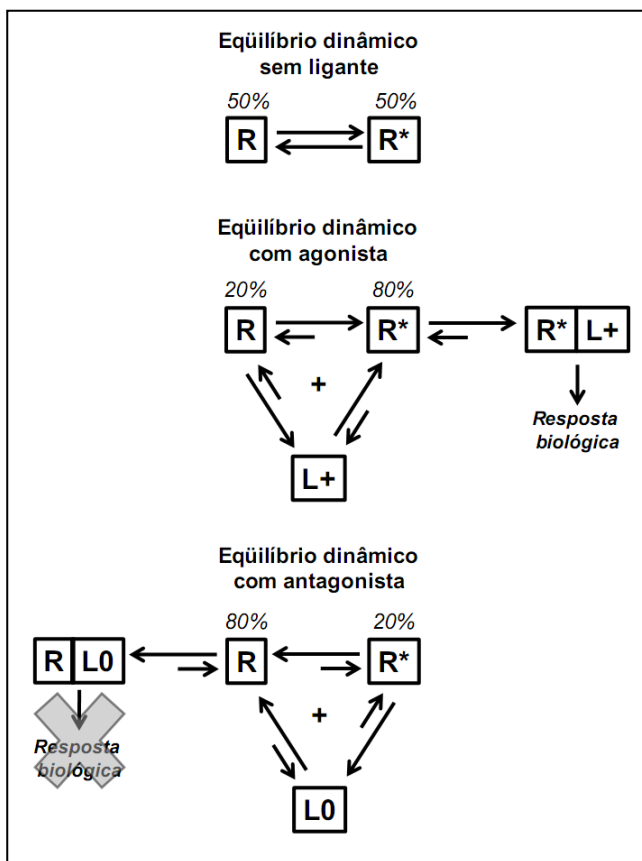 Eqüilíbrio dinâmico
sem ligante
50% 50%
R R*
Eqüilíbrio dinâmico
com agonista
20% 80%
R R* R* L+
+
Resposta
biológica
L+
Eqüilíbrio dinâmico
com antagonista
80% 20%
R L0 R R*
+
Resposta
biológica
L0